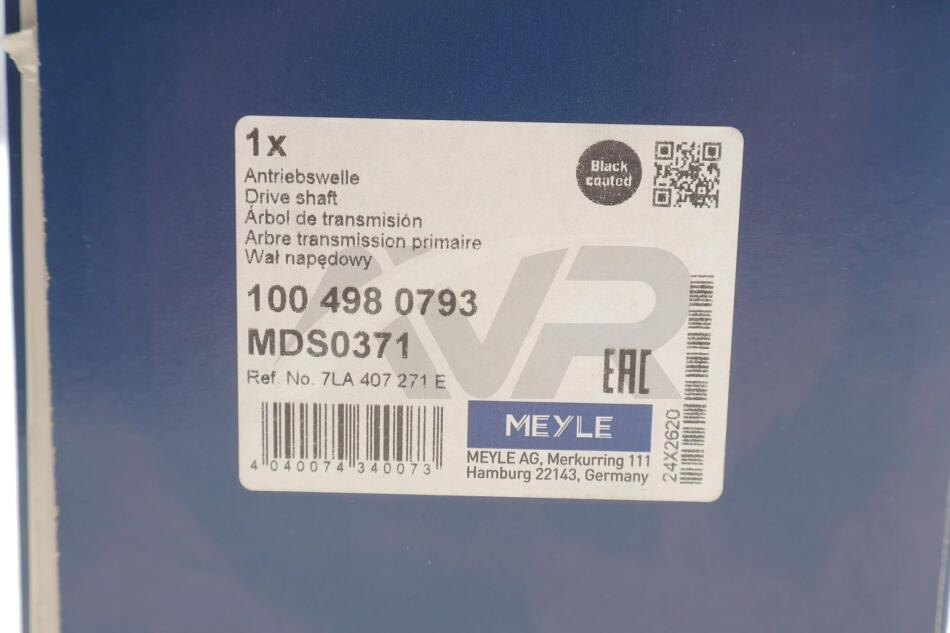 1x
Black
coated
Antriebswelle
Drive shaft
Árbol de transmisión
Arbre transmission primaire
Wał napędowy
100 498 0793
MDS0371
Ref. No. 7LA 407 271 E
EAC
4 040074 340073
MEYLE
MEYLE AG, Merkurring 111
Hamburg 22143, Germany
24X2620
VR